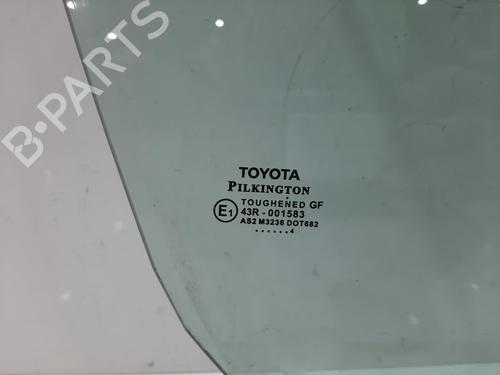 B-PARTS
TOYOTA
PILKINGTON
TOUGHENED GF
E1 43R - 001583
AS2 M3236 DOT682
......4